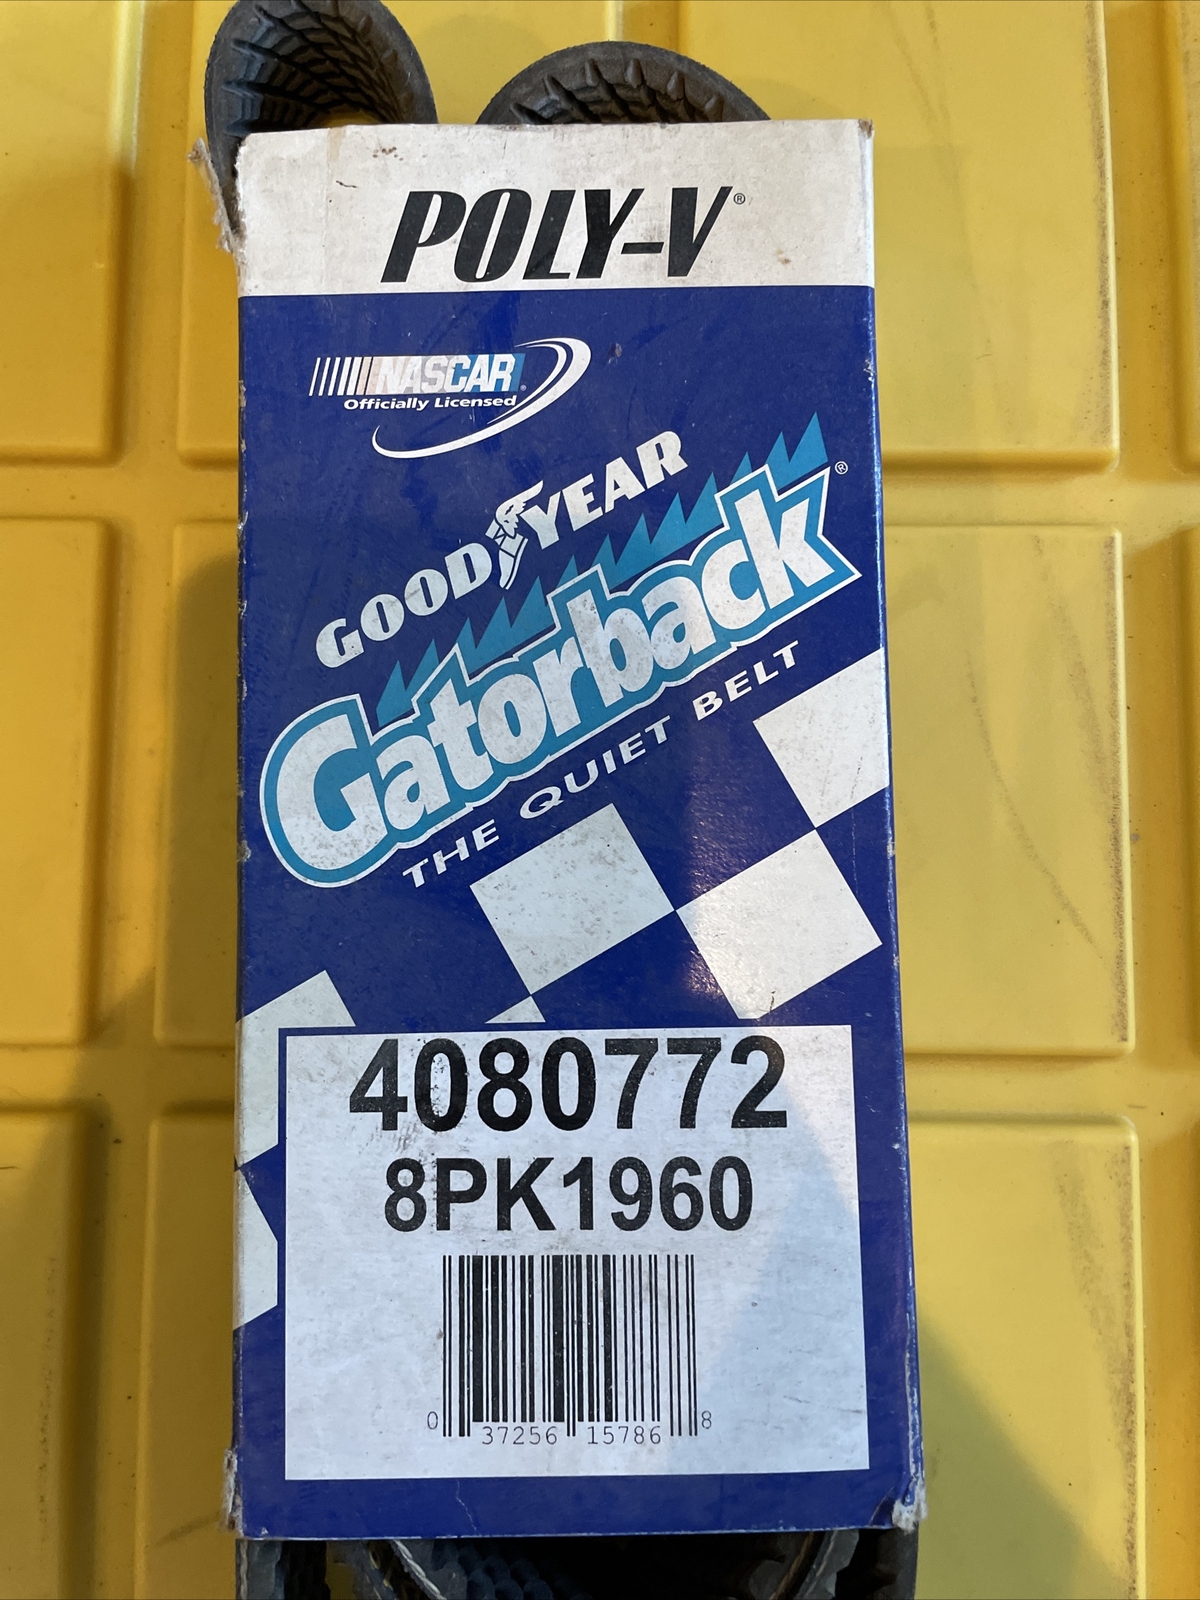 POLY-V®
NASCAR®
Officially Licensed
GOODYEAR
Gatorback®
THE QUIET BELT
4080772
8PK1960
0 37256 15786 8